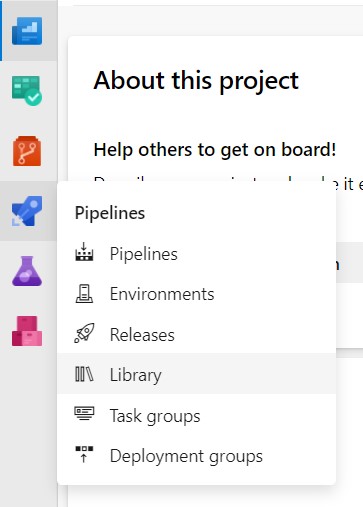 About this project
Help others to get on board!
Pipelines
Pipelines
Environments
Releases
Library
Task groups
Deployment groups